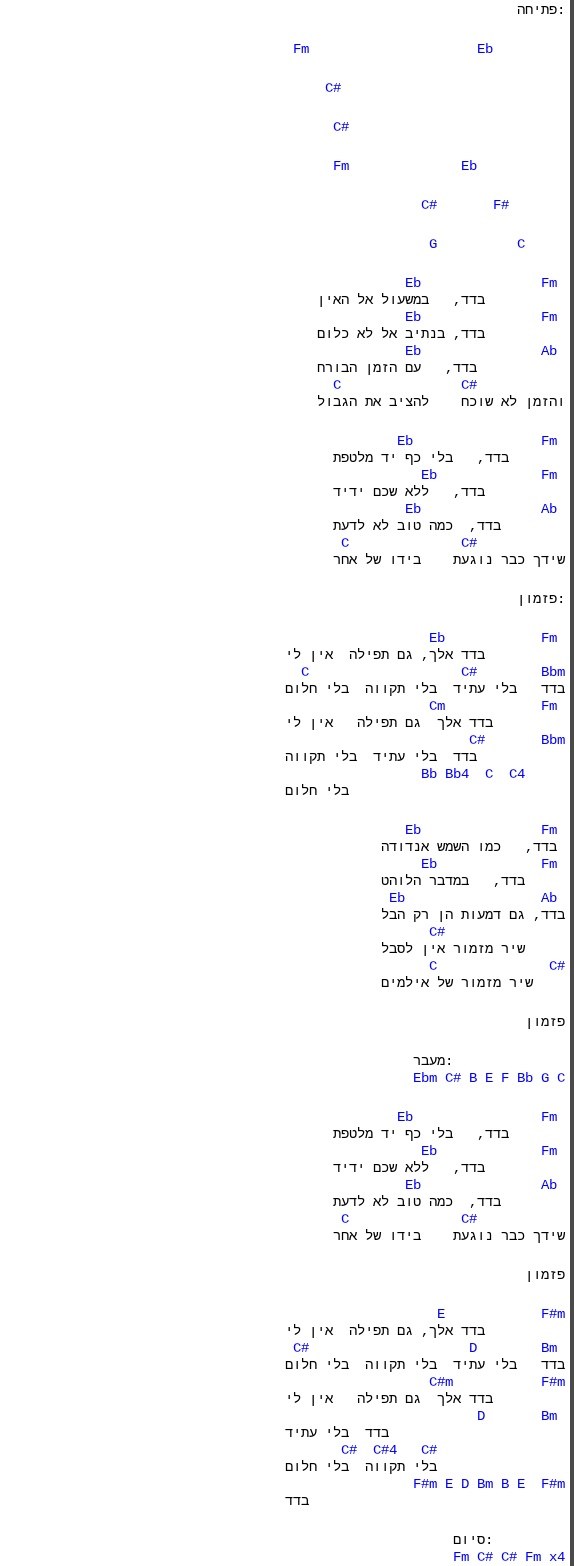 פתיחה:
Fm                     Eb
C#
C#
Fm              Eb
C#       F#
G          C
Eb               Fm
בדד,   במשעול אל האין
Eb               Fm
בדד, בנתיב אל לא כלום
Eb               Ab
בדד,   עם הזמן הבורח
C               C#
והזמן לא שוכח    להציב את הגבול
Eb                Fm
בדד,   בלי כף יד מלטפת
Eb             Fm
בדד,   ללא שכם ידיד
Eb               Ab
בדד,  כמה טוב לא לדעת
C              C#
שידך כבר נוגעת    בידו של אחר
פזמון:
Eb            Fm
בדד אלך, גם תפילה  אין לי
C                   C#        Bbm
בדד   בלי עתיד  בלי תקווה  בלי חלום
Cm            Fm
בדד אלך  גם תפילה   אין לי
C#       Bbm
בדד  בלי עתיד  בלי תקווה
Bb Bb4  C  C4
בלי חלום
Eb               Fm
בדד,   כמו השמש אנדודה
Eb             Fm
בדד,   במדבר הלוהט
Eb                 Ab
בדד, גם דמעות הן רק הבל
C#
שיר מזמור אין לסבל
C              C#
שיר מזמור של אילמים
פזמון
מעבר:
Ebm C# B E F Bb G C
Eb                Fm
בדד,   בלי כף יד מלטפת
Eb             Fm
בדד,   ללא שכם ידיד
Eb               Ab
בדד,  כמה טוב לא לדעת
C              C#
שידך כבר נוגעת    בידו של אחר
פזמון
E            F#m
בדד אלך, גם תפילה  אין לי
C#                    D        Bm
בדד   בלי עתיד  בלי תקווה  בלי חלום
C#m           F#m
בדד אלך  גם תפילה   אין לי
D       Bm
בדד  בלי עתיד
C#  C#4   C#
בלי תקווה  בלי חלום
F#m E D Bm B E  F#m
בדד
סיום:
Fm C# C# Fm x4